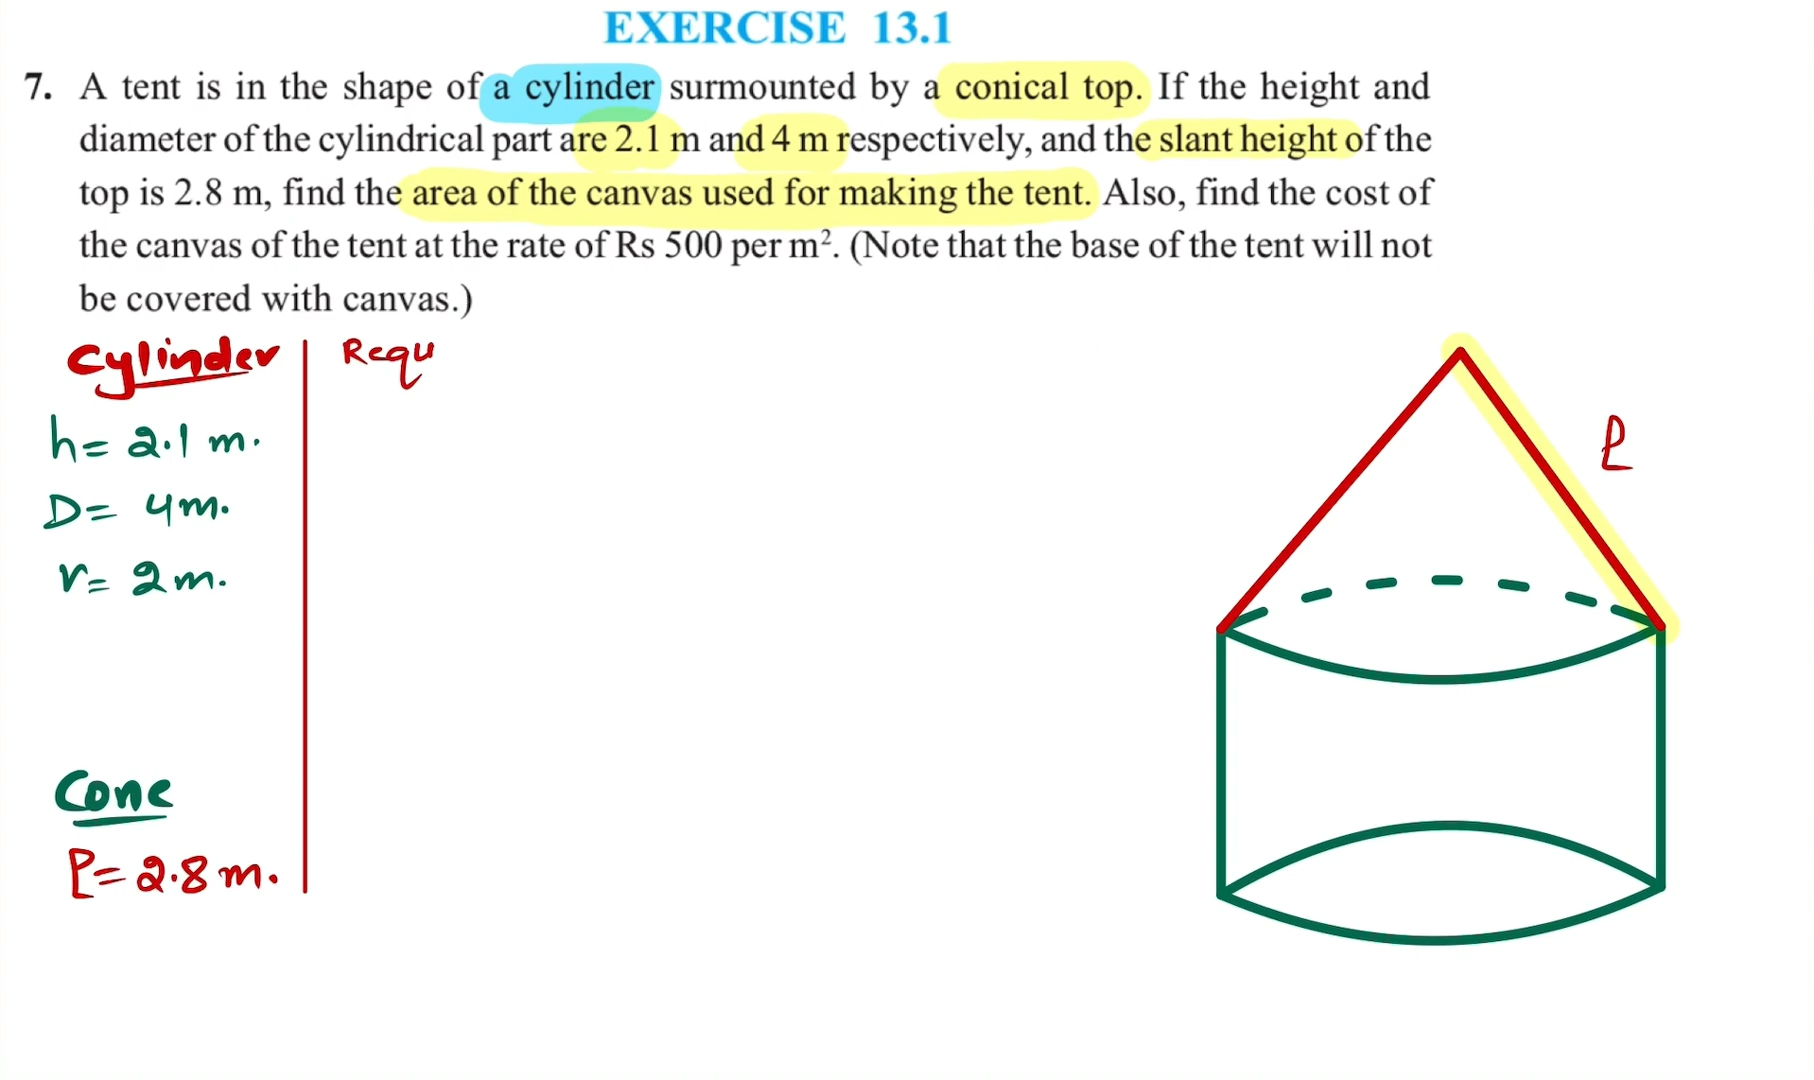 EXERCISE 13.1
7. A tent is in the shape of a cylinder surmounted by a conical top. If the height and
diameter of the cylindrical part are 2.1 m and 4 m respectively, and the slant height of the
top is 2.8 m, find the area of the canvas used for making the tent. Also, find the cost of
the canvas of the tent at the rate of Rs 500 per m². (Note that the base of the tent will not
be covered with canvas.)
Cylinder
Requ
h= 2.1 m.
D= 4m.
r= 2m.
Cone
l= 2.8m.
l